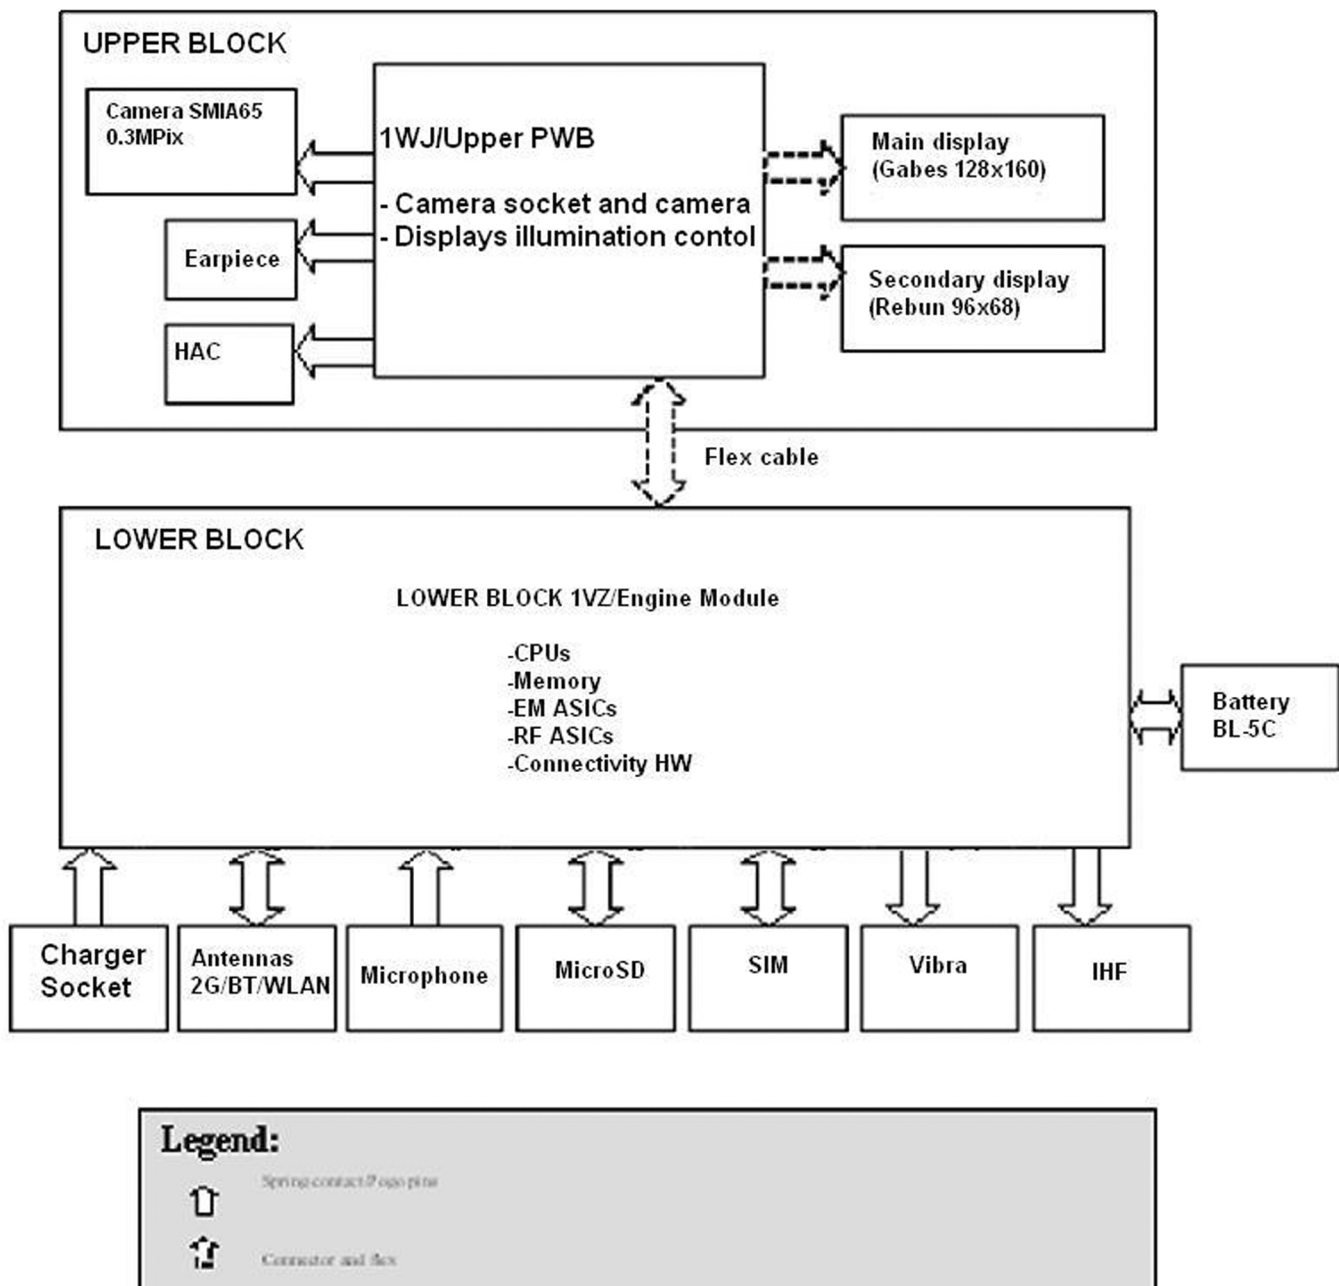 UPPER BLOCK
Camera SMIA65
0.3MPix
Earpiece
HAC
1WJ/Upper PWB
- Camera socket and camera
- Displays illumination contol
Main display
(Gabes 128x160)
Secondary display
(Rebun 96x68)
Flex cable
LOWER BLOCK
LOWER BLOCK 1VZ/Engine Module
-CPUs
-Memory
-EM ASICs
-RF ASICs
-Connectivity HW
Battery
BL-5C
Charger
Socket
Antennas
2G/BT/WLAN
Microphone
MicroSD
SIM
Vibra
IHF
Legend:
Spring contact/Pogo pins
Connector and flex